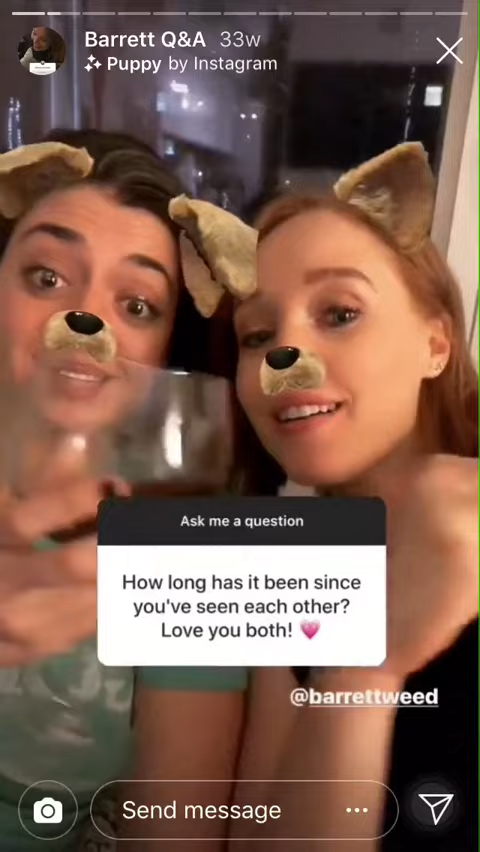 Barrett Q&A 33w
Puppy by Instagram
Ask me a question
How long has it been since
you've seen each other?
Love you both! 💗
@barrettweed
Send message